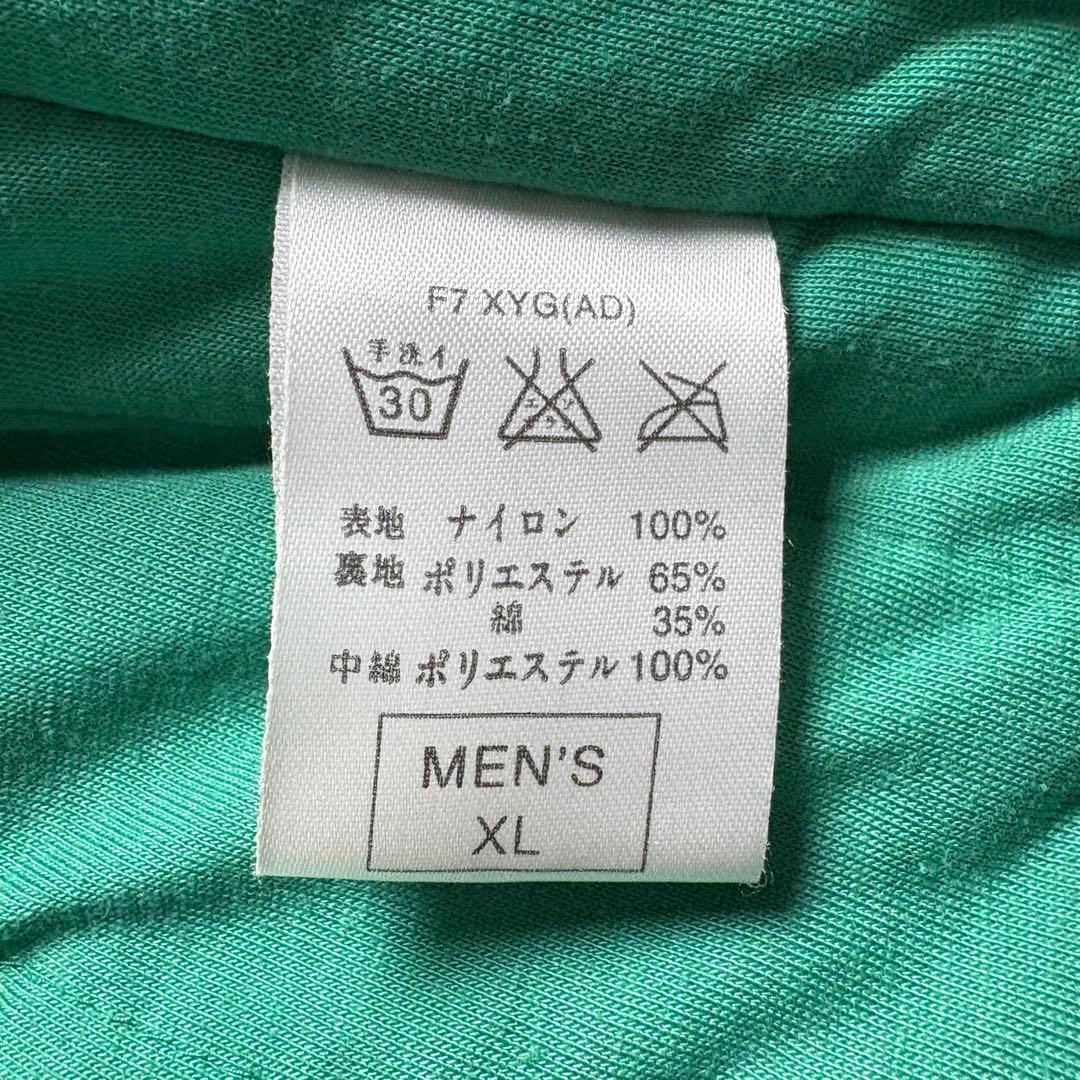 F7 XYG(AD)
手洗イ
30
表地 ナイロン 100%
裏地 ポリエステル 65%
綿 35%
中綿 ポリエステル 100%
MEN'S
XL